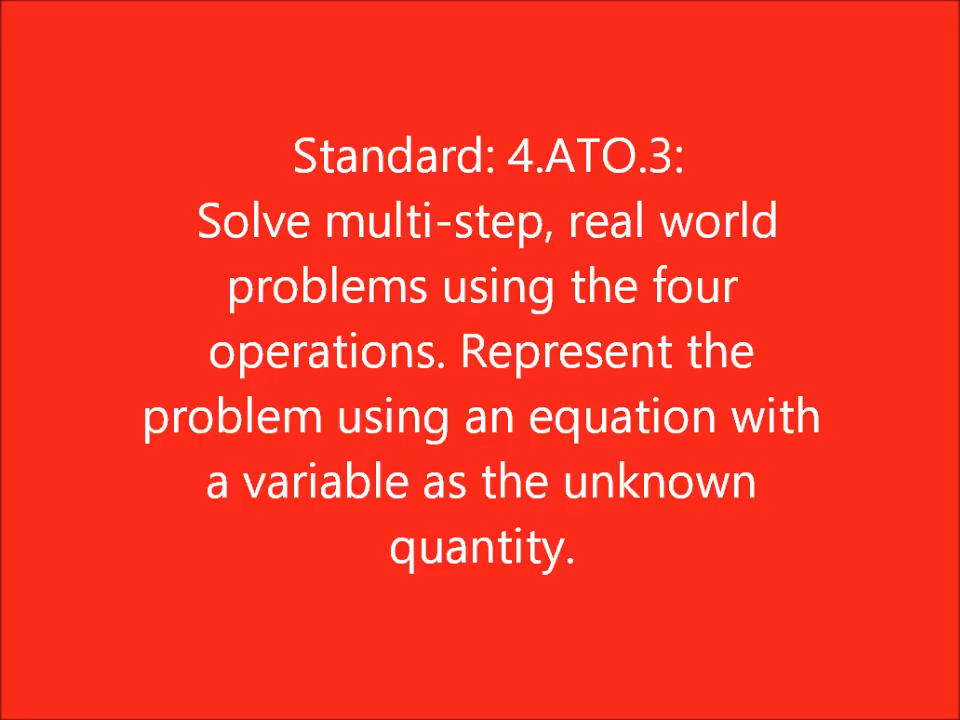 Standard: 4.ATO.3:
Solve multi-step, real world
problems using the four
operations. Represent the
problem using an equation with
a variable as the unknown
quantity.